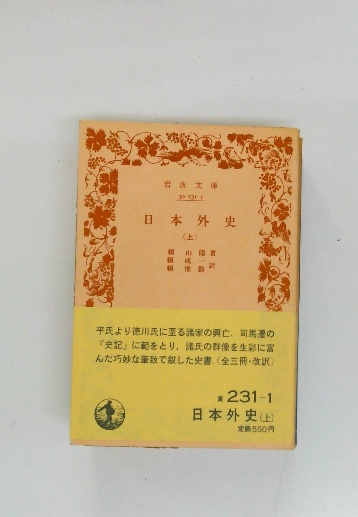 岩波文庫
日本外史
(上)
頼山陽著
頼成一
頼惟勤訳
平氏より徳川氏に至る諸家の興亡、司馬遷の
『史記』に範をとり、諸氏の群像を生彩に富
んだ巧妙な筆致で叙した史書。(全三冊・改訳)
黄231-1
日本外史(上)
定価550円